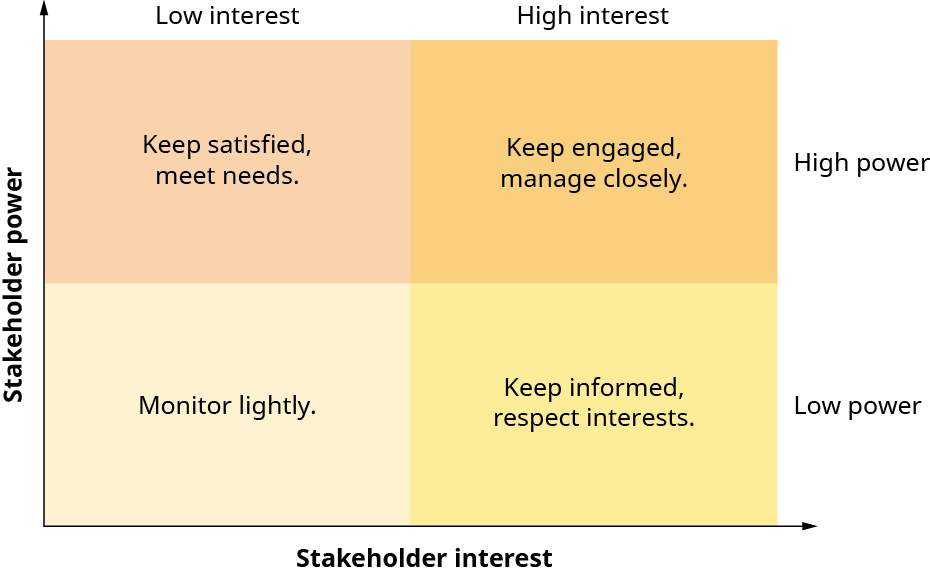 Low interest
High interest
Keep satisfied,
meet needs.
Keep engaged,
manage closely.
High power
Stakeholder power
Monitor lightly.
Keep informed,
respect interests.
Low power
Stakeholder interest